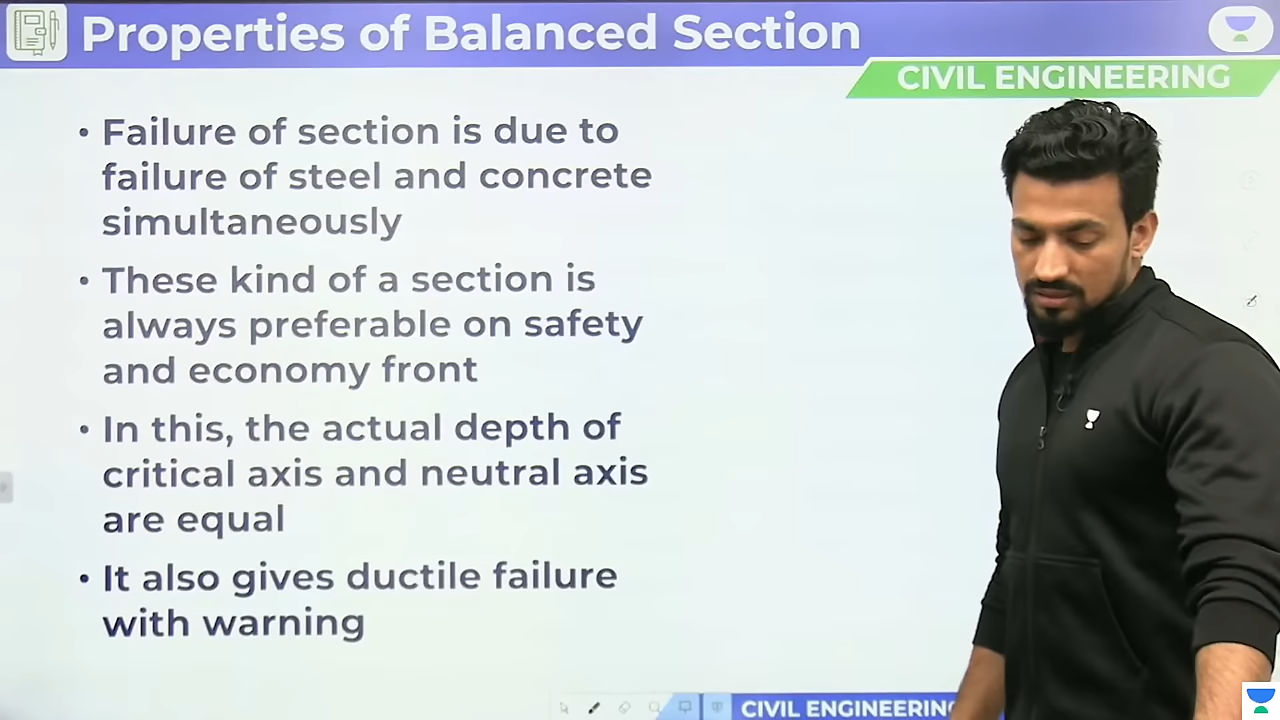 Properties of Balanced Section
CIVIL ENGINEERING
• Failure of section is due to
failure of steel and concrete
simultaneously
• These kind of a section is
always preferable on safety
and economy front
• In this, the actual depth of
critical axis and neutral axis
are equal
• It also gives ductile failure
with warning
CIVIL ENGINEERING